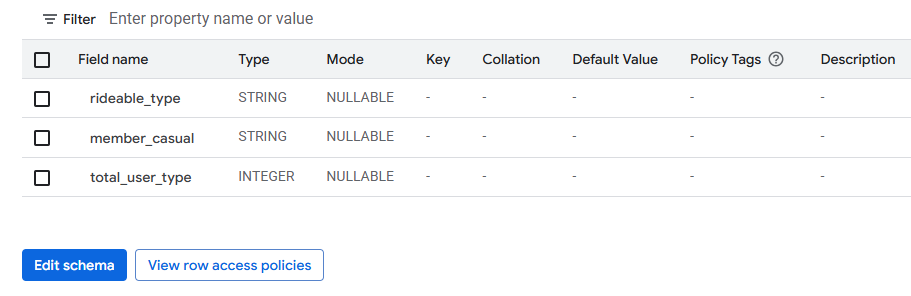 Filter Enter property name or value
Field name Type Mode Key Collation Default Value Policy Tags ? Description
rideable_type STRING NULLABLE - - - - -
member_casual STRING NULLABLE - - - - -
total_user_type INTEGER NULLABLE - - - - -
Edit schema View row access policies